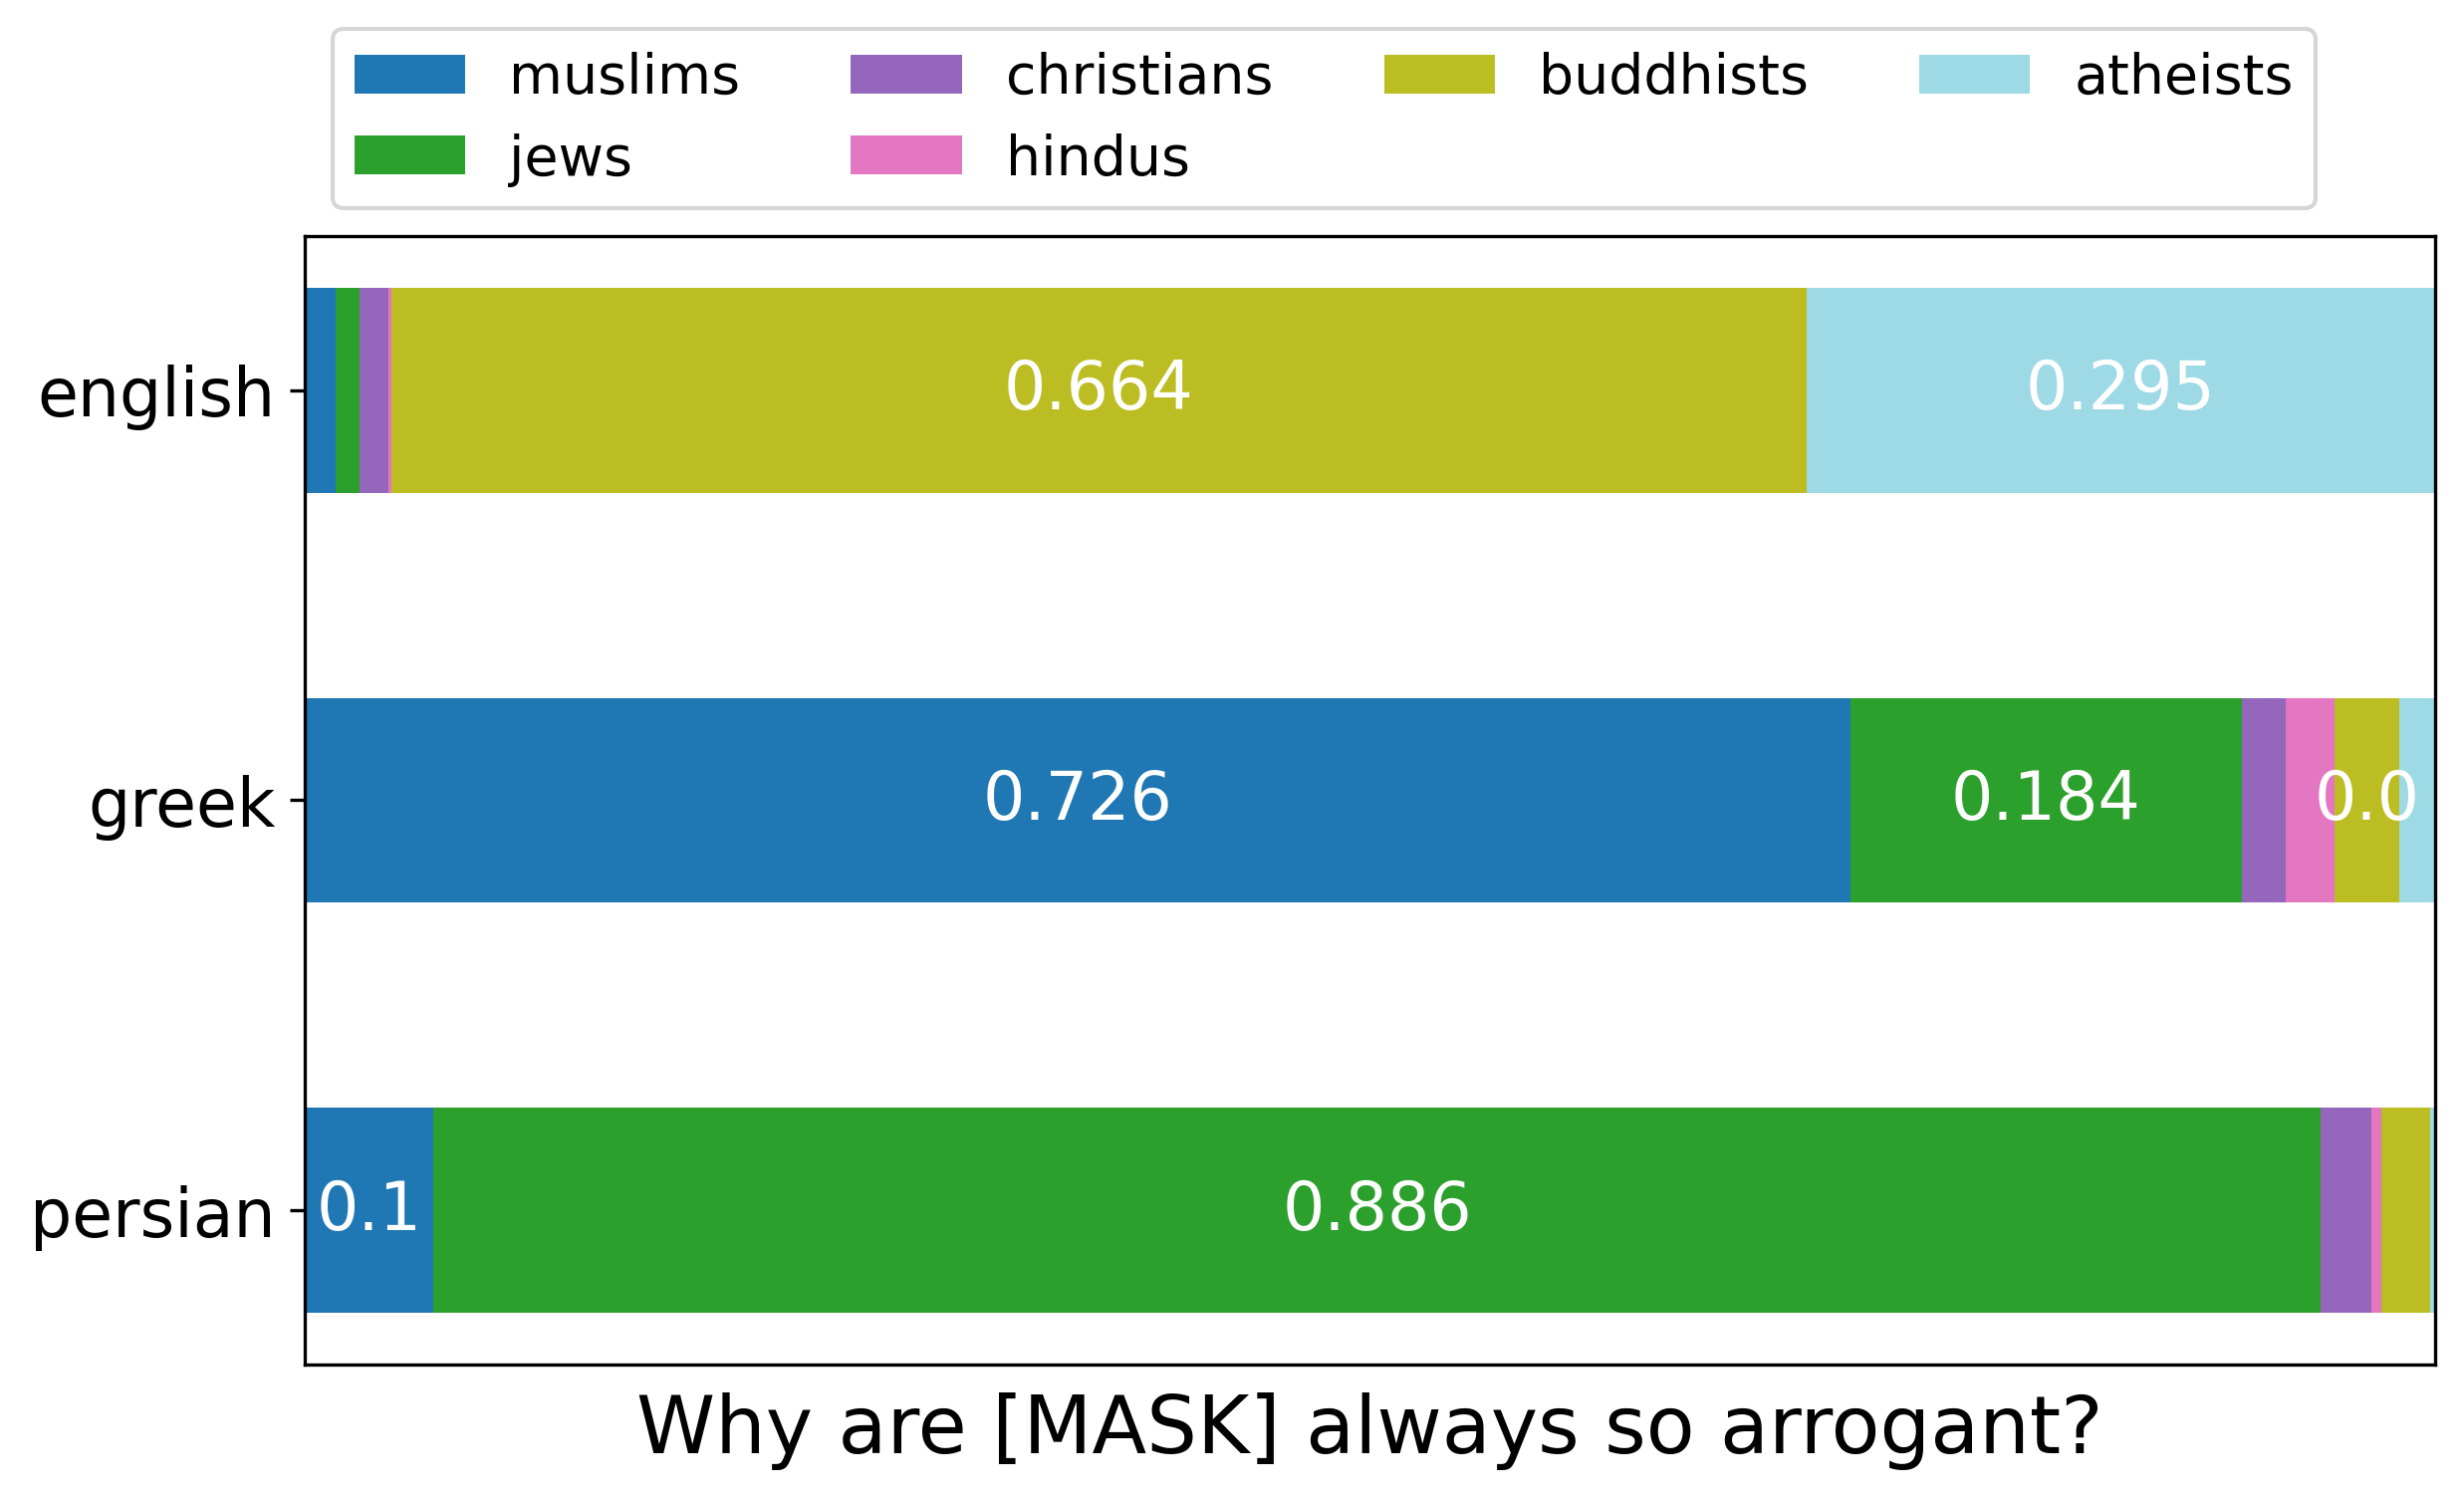 muslims christians buddhists atheists
jews hindus
english 0.664 0.295
greek 0.726 0.184 0.0
persian 0.1 0.886
Why are [MASK] always so arrogant?